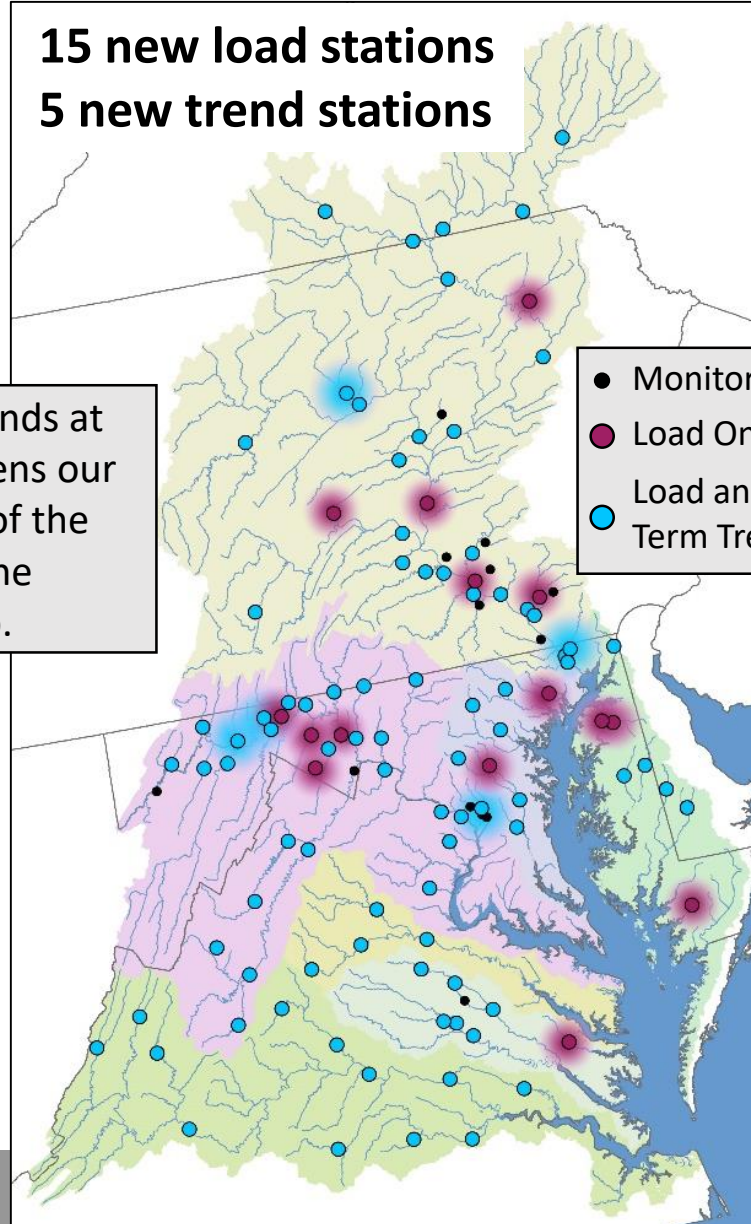 15 new load stations
5 new trend stations
nds at
ens our
of the
ne
.
Monitor
Load On
Load an
Term Tre